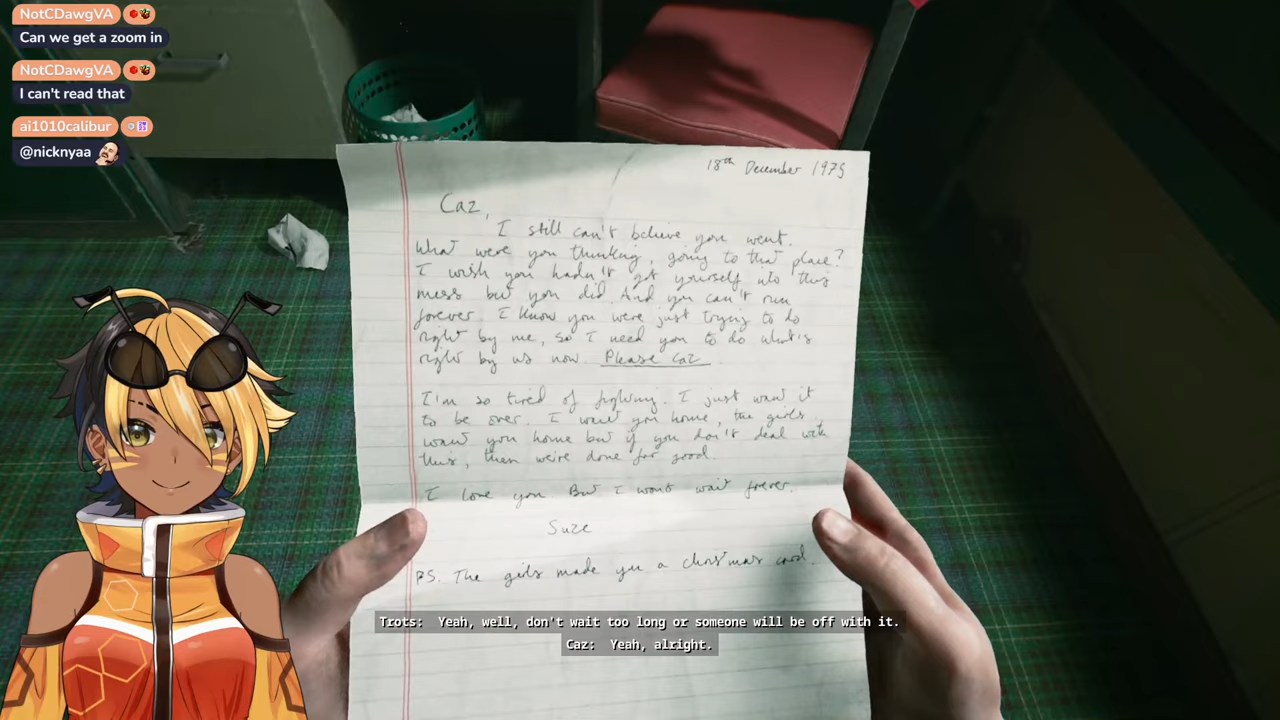 NotCDawgVA
Can we get a zoom in
NotCDawgVA
I can't read that
ai1010calibur
@nicknyaa
18th December 1975
Caz,
I still can't believe you went.
What were you thinking, going to that place?
I wish you hadn't got yourself into this
mess but you did. And you can't run
forever. I know you were just trying to do
right by me, so I need you to do what's
right by us now. Please Caz.
I'm so tired of fighting. I just want it
to be over. I want you home, the girls
want you home but if you don't deal with
this, then we're done for good.
I love you. But I won't wait forever.
Suze
PS. The girls made you a christmas card.
Trots: Yeah, well, don't wait too long or someone will be off with it.
Caz: Yeah, alright.